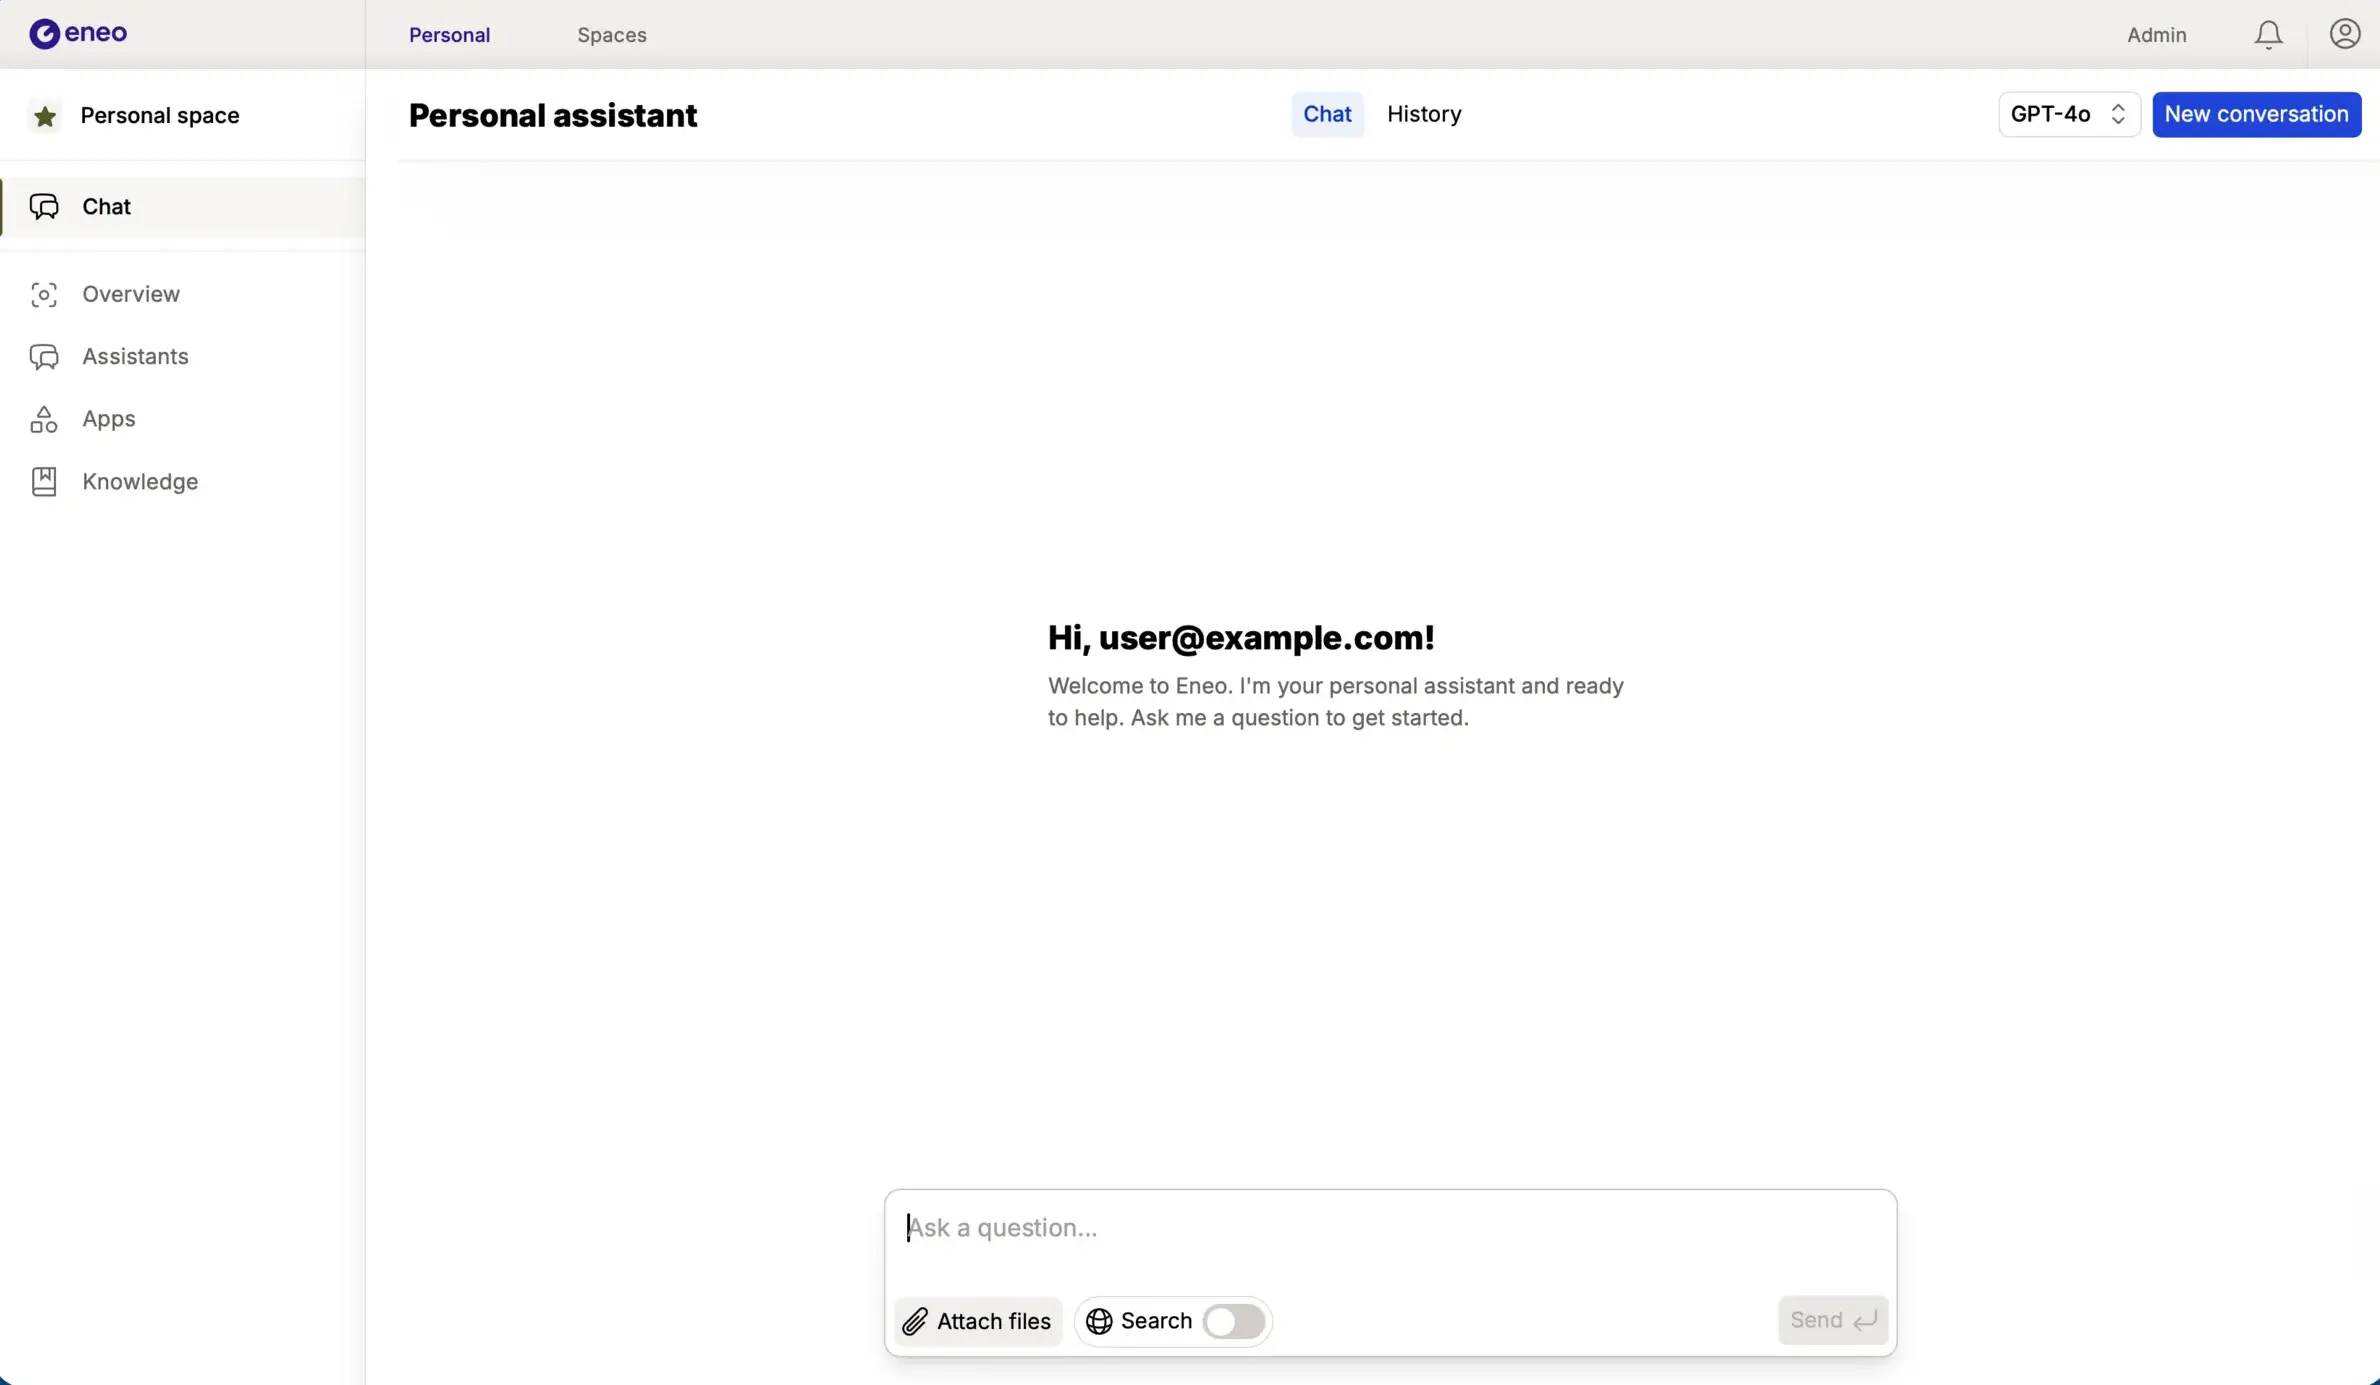 eneo
Personal
Spaces
Admin
Personal space
Personal assistant
Chat
History
GPT-4o
New conversation
Chat
Overview
Assistants
Apps
Knowledge
Hi, user@example.com!
Welcome to Eneo. I'm your personal assistant and ready
to help. Ask me a question to get started.
Ask a question...
Attach files
Search
Send